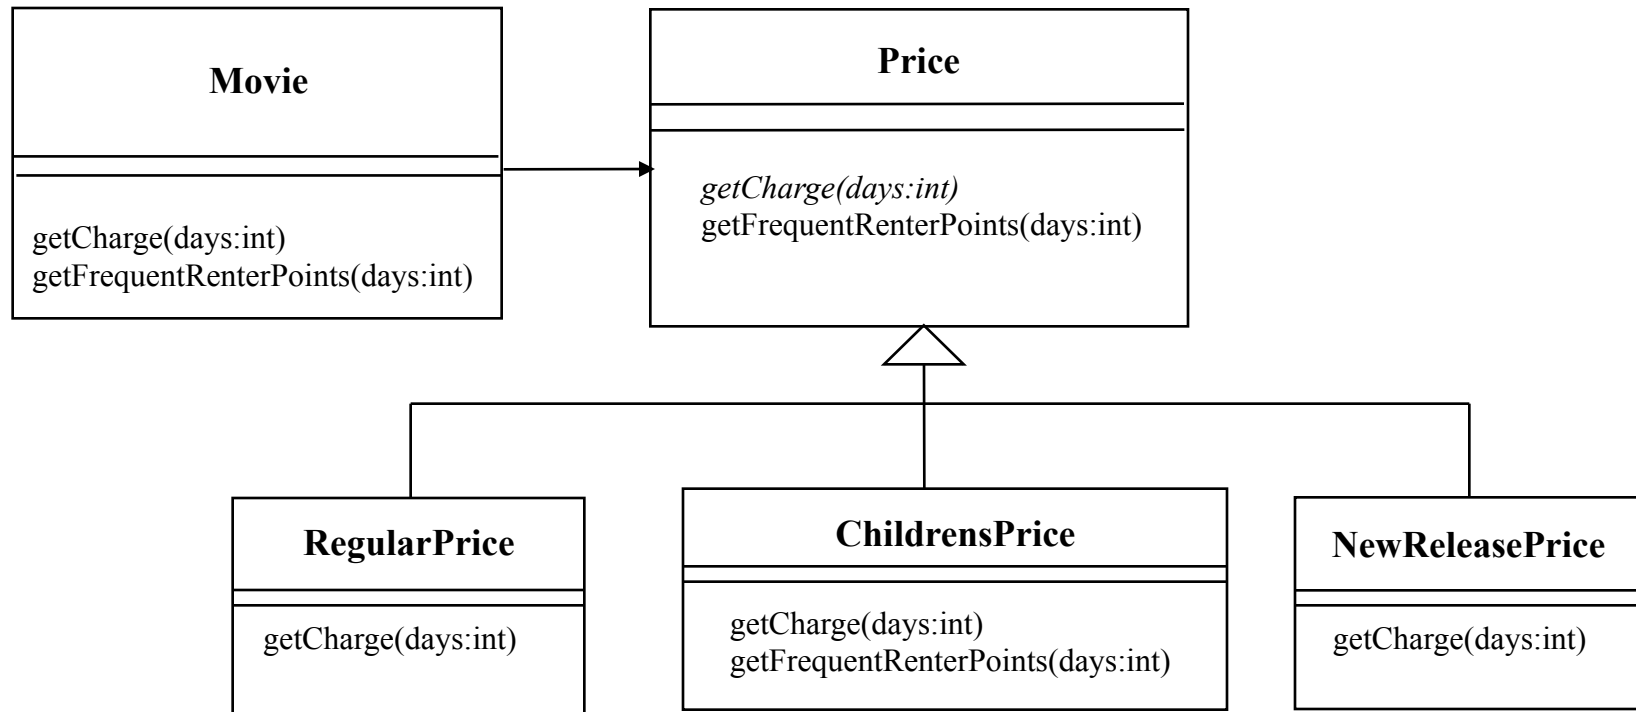 Movie
getCharge(days:int)
getFrequentRenterPoints(days:int)
Price
getCharge(days:int)
getFrequentRenterPoints(days:int)
RegularPrice
getCharge(days:int)
ChildrensPrice
getCharge(days:int)
getFrequentRenterPoints(days:int)
NewReleasePrice
getCharge(days:int)